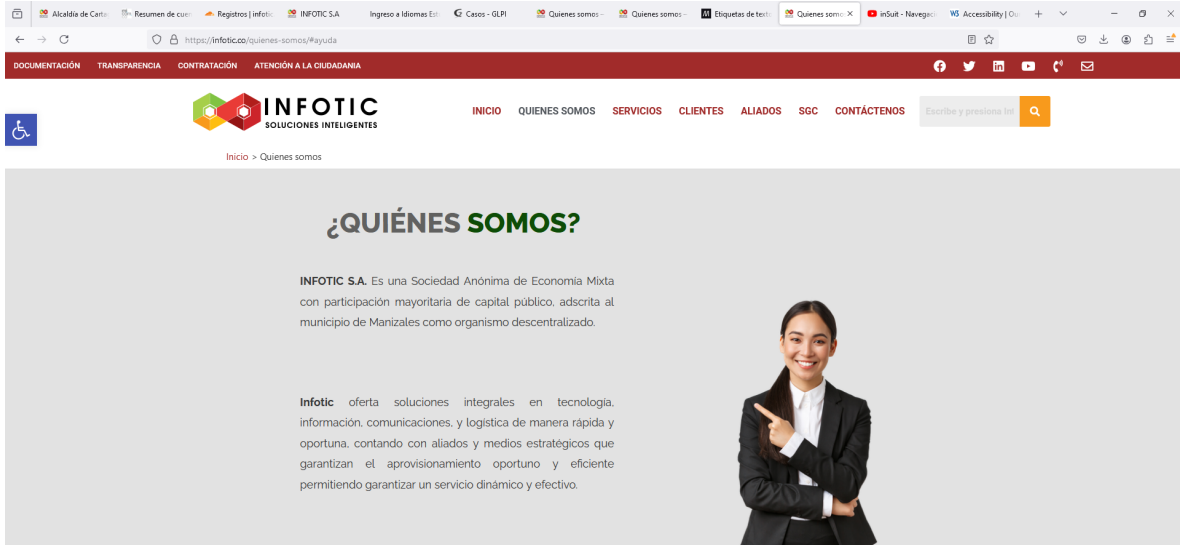 Alcaldía de Carta
Resumen de cuen
Registros | infotic
INFOTIC S.A
Ingreso a Idiomas Est
Casos - GLPI
Quienes somos -
Quienes somos -
Etiquetas de text
Quienes somo
inSuit - Navegaci
W3 Accessibility | Ou
https://infotic.co/quienes-somos/#ayuda
DOCUMENTACIÓN TRANSPARENCIA CONTRATACIÓN ATENCIÓN A LA CIUDADANIA
INFOTIC
SOLUCIONES INTELIGENTES
INICIO QUIENES SOMOS SERVICIOS CLIENTES ALIADOS SGC CONTÁCTENOS
Escribe y presiona Int
Inicio > Quienes somos
¿QUIÉNES SOMOS?
INFOTIC S.A. Es una Sociedad Anónima de Economía Mixta
con participación mayoritaria de capital público, adscrita al
municipio de Manizales como organismo descentralizado.
Infotic oferta soluciones integrales en tecnología,
información, comunicaciones, y logística de manera rápida y
oportuna, contando con aliados y medios estratégicos que
garantizan el aprovisionamiento oportuno y eficiente
permitiendo garantizar un servicio dinámico y efectivo.